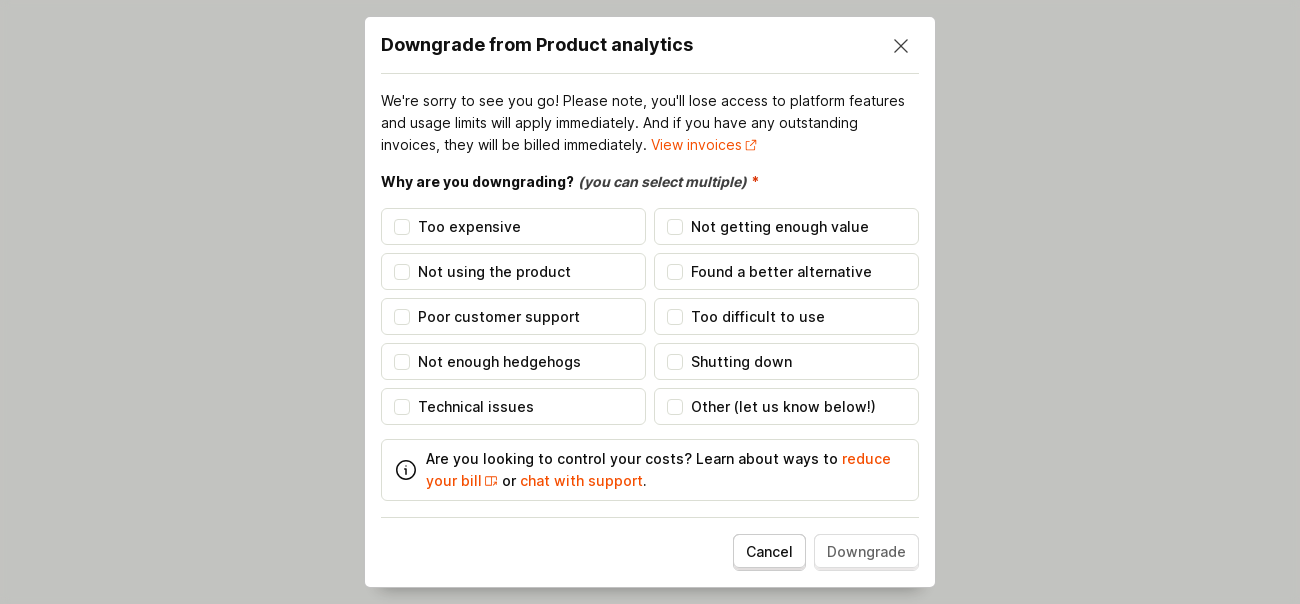 Downgrade from Product analytics
We're sorry to see you go! Please note, you'll lose access to platform features
and usage limits will apply immediately. And if you have any outstanding
invoices, they will be billed immediately. View invoices
Why are you downgrading? (you can select multiple) *
Too expensive
Not getting enough value
Not using the product
Found a better alternative
Poor customer support
Too difficult to use
Not enough hedgehogs
Shutting down
Technical issues
Other (let us know below!)
Are you looking to control your costs? Learn about ways to reduce
your bill or chat with support.
Cancel
Downgrade